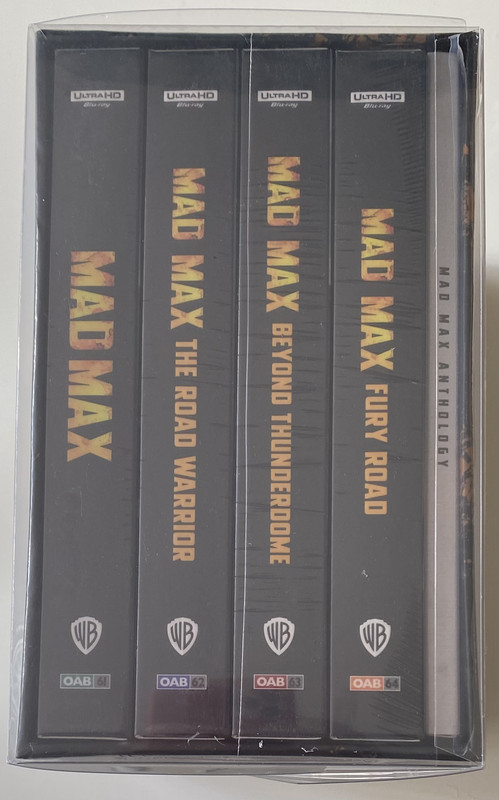 ULTRA HD
Blu-ray
MAD MAX
WB
OAB 61
ULTRA HD
Blu-ray
MAD MAX THE ROAD WARRIOR
WB
OAB 62
ULTRA HD
Blu-ray
MAD MAX BEYOND THUNDERDOME
WB
OAB 63
ULTRA HD
Blu-ray
MAD MAX FURY ROAD
WB
OAB 64
MAD MAX ANTHOLOGY